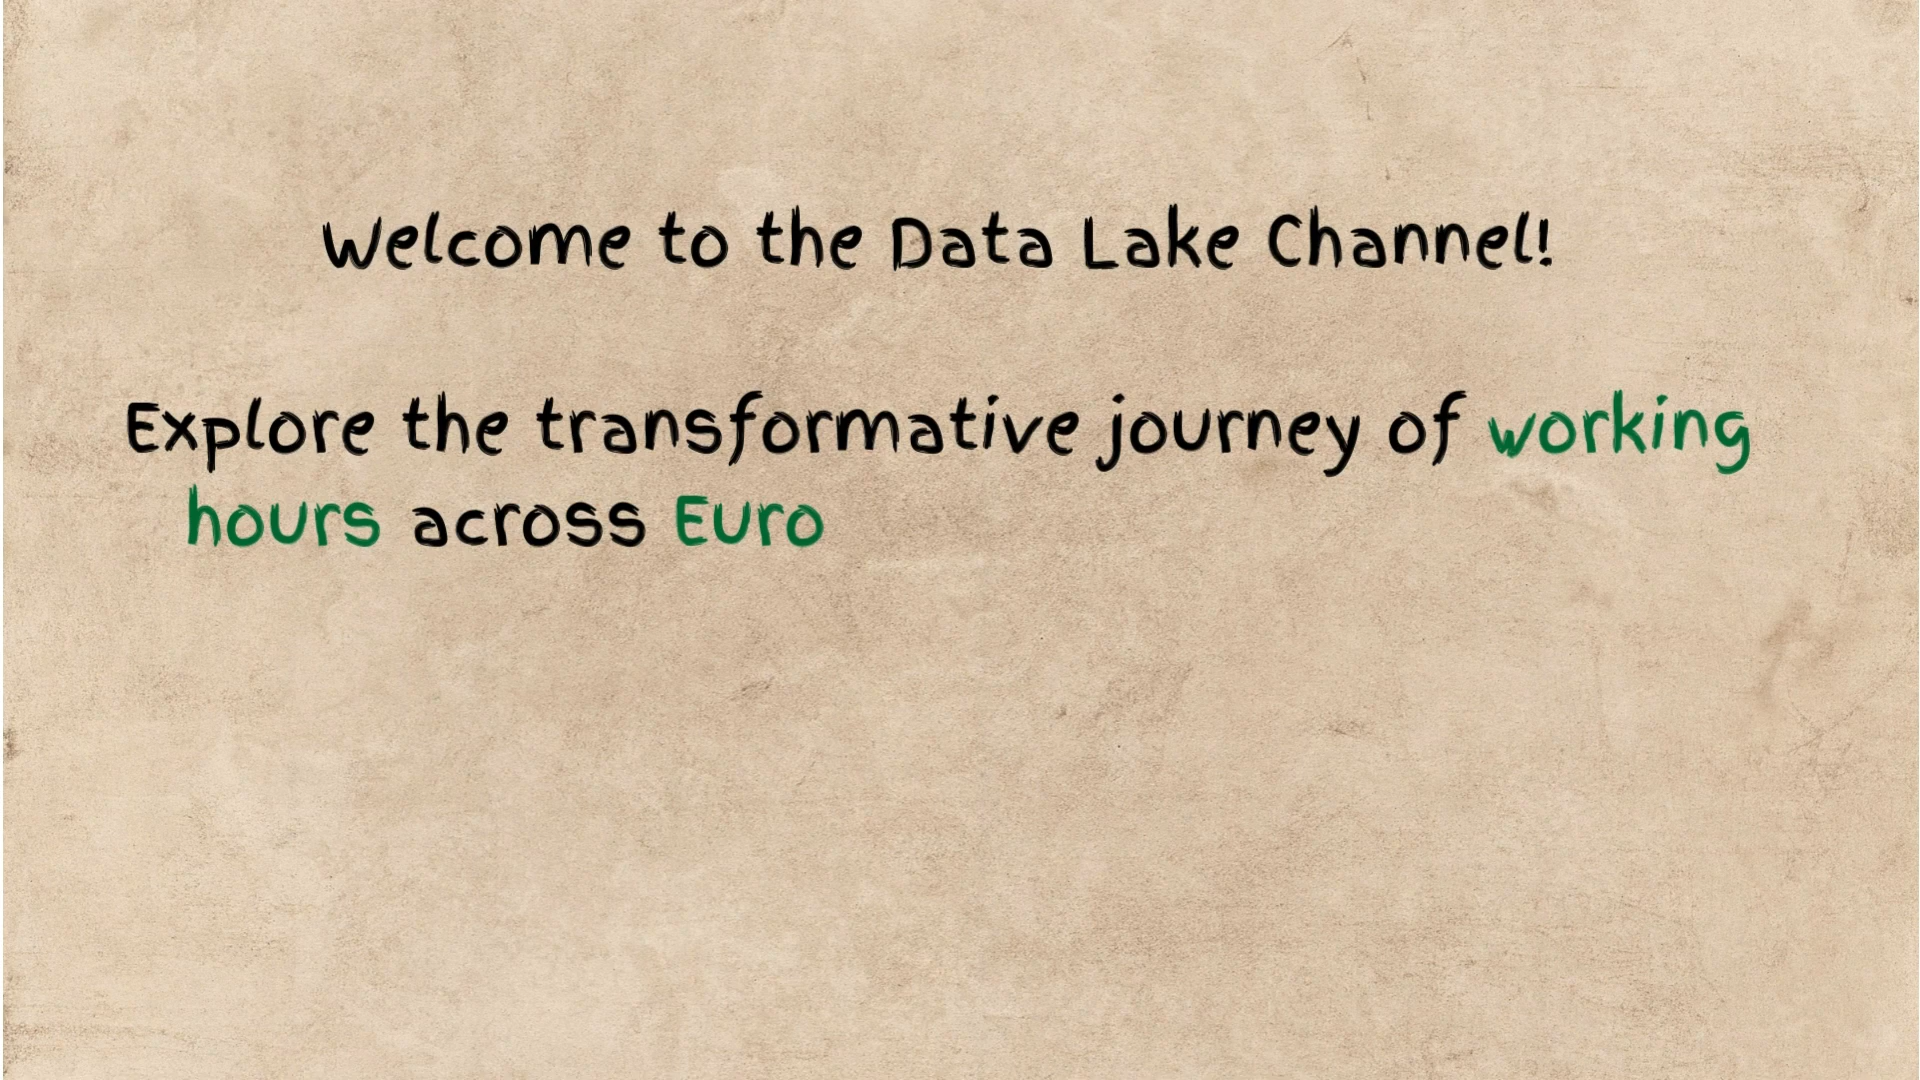 Welcome to the Data Lake Channel!
Explore the transformative journey of working
hours across Euro